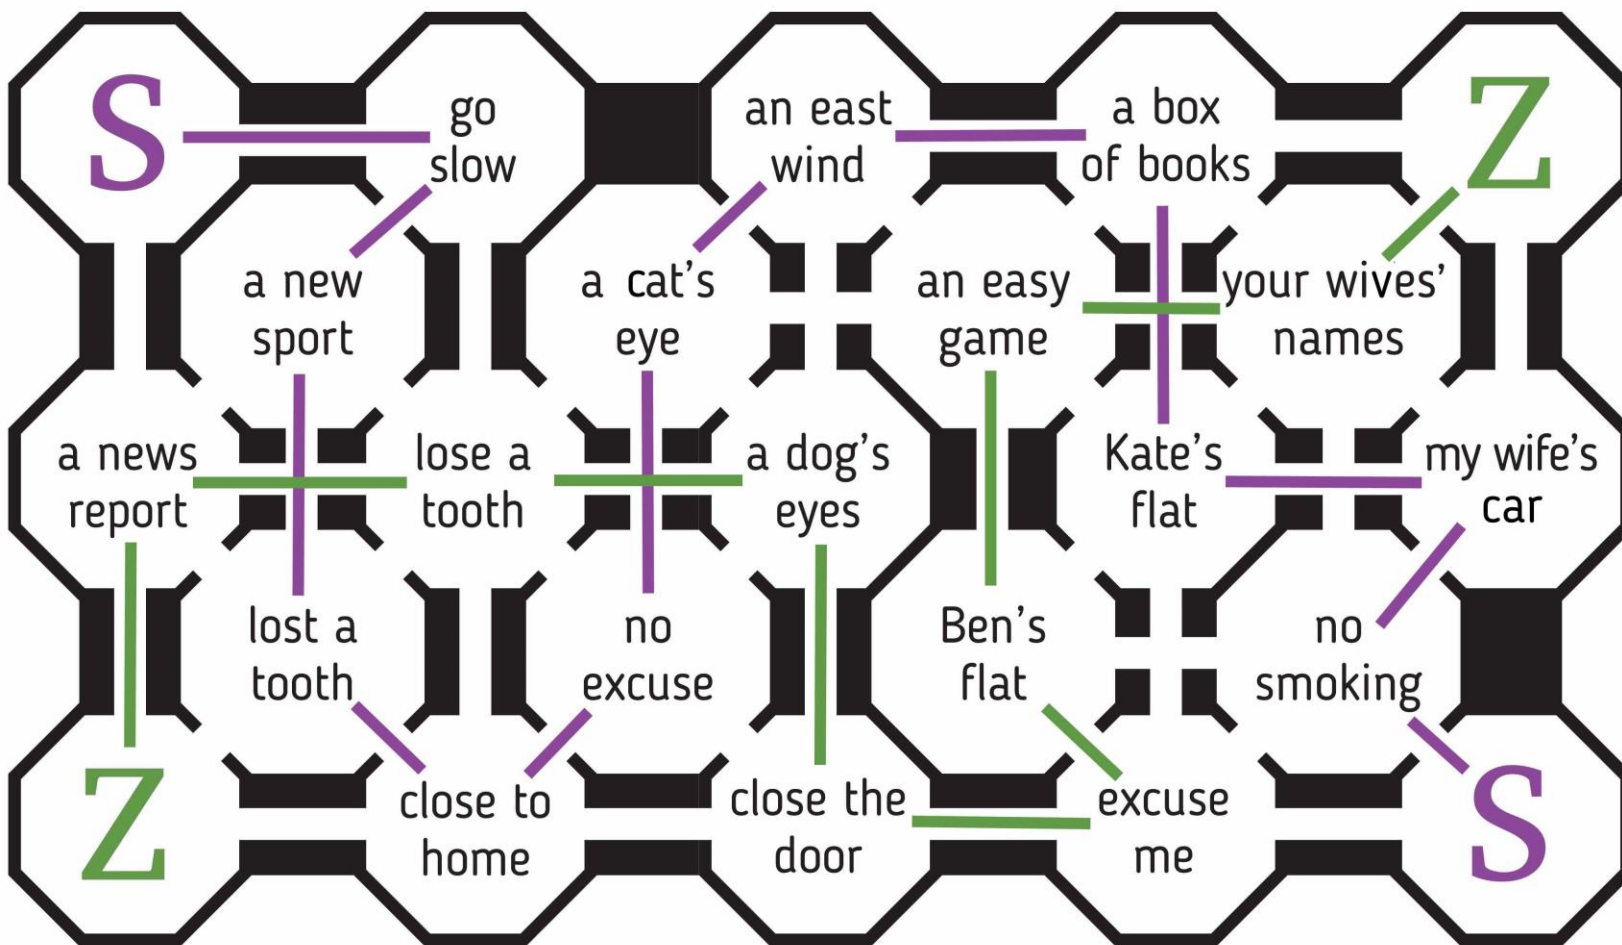 S
go
slow
an east
wind
a box
of books
Z
a new
sport
a cat's
eye
an easy
game
your wives'
names
a news
report
lose a
tooth
a dog's
eyes
Kate's
flat
my wife's
car
lost a
tooth
no
excuse
Ben's
flat
no
smoking
Z
close to
home
close the
door
excuse
me
S